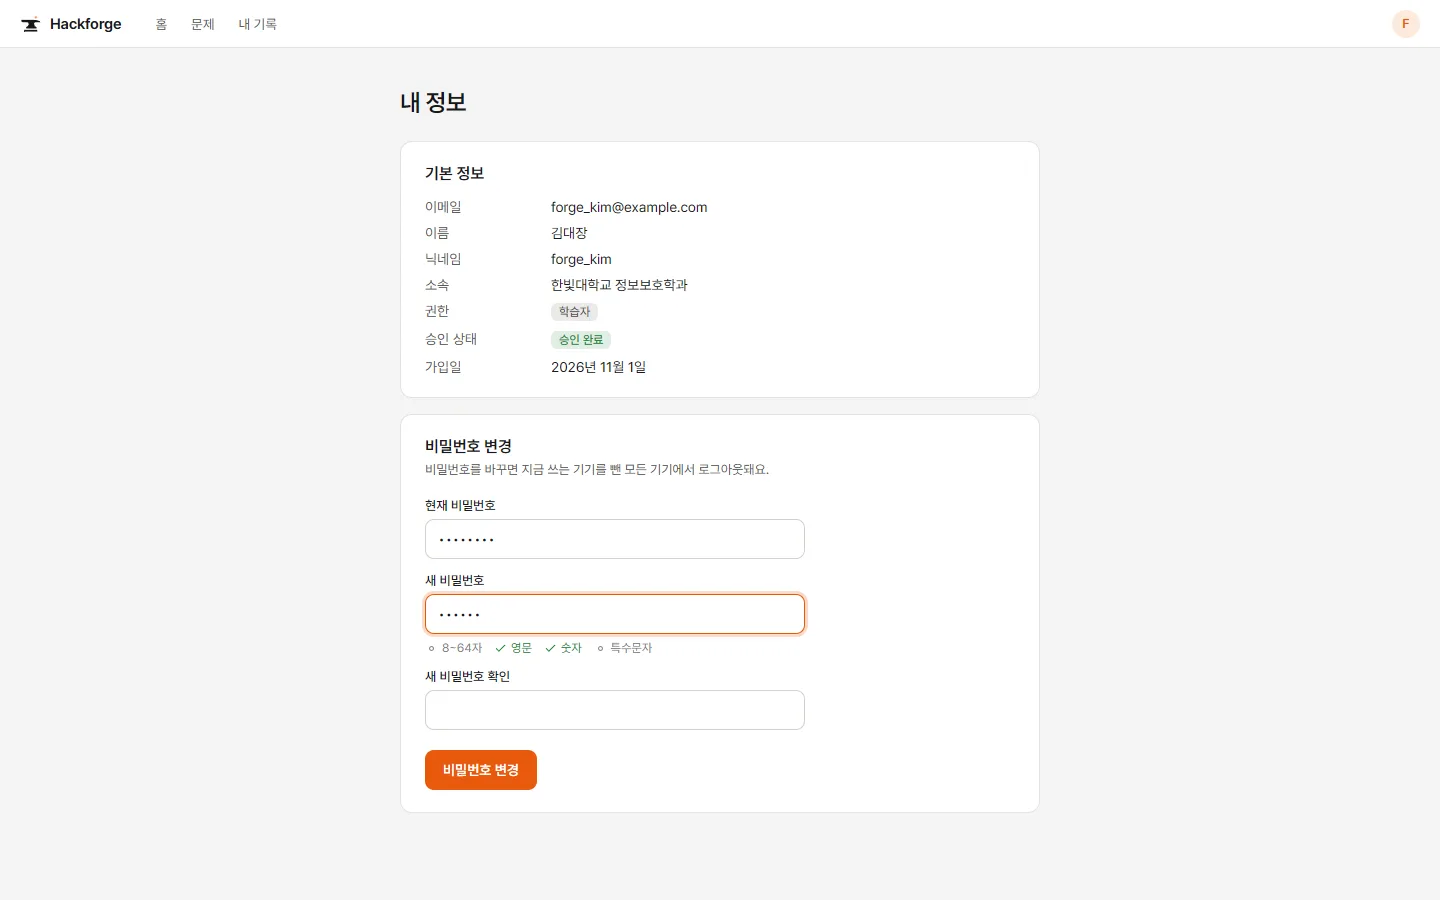 Hackforge 홈 문제 내 기록 F
내 정보
기본 정보
이메일 forge_kim@example.com
이름 김대장
닉네임 forge_kim
소속 한빛대학교 정보보호학과
권한 학습자
승인 상태 승인 완료
가입일 2026년 11월 1일
비밀번호 변경
비밀번호를 바꾸면 지금 쓰는 기기를 뺀 모든 기기에서 로그아웃돼요.
현재 비밀번호
••••••••
새 비밀번호
••••••
8~64자 영문 숫자 특수문자
새 비밀번호 확인
비밀번호 변경